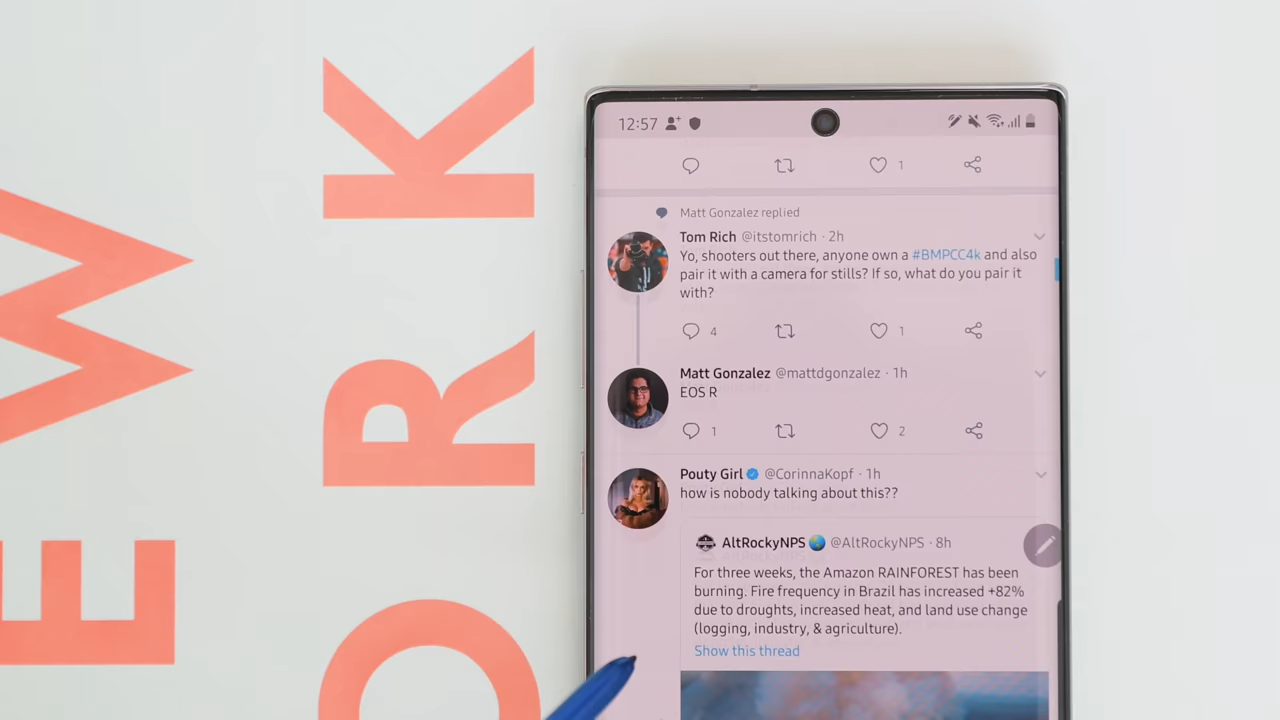 EW
ORK
12:57
1
Matt Gonzalez replied
Tom Rich @itstomrich · 2h
Yo, shooters out there, anyone own a #BMPCC4k and also
pair it with a camera for stills? If so, what do you pair it
with?
4 1
Matt Gonzalez @mattdgonzalez · 1h
EOS R
1 2
Pouty Girl @CorinnaKopf · 1h
how is nobody talking about this??
AltRockyNPS @AltRockyNPS · 8h
For three weeks, the Amazon RAINFOREST has been
burning. Fire frequency in Brazil has increased +82%
due to droughts, increased heat, and land use change
(logging, industry, & agriculture).
Show this thread